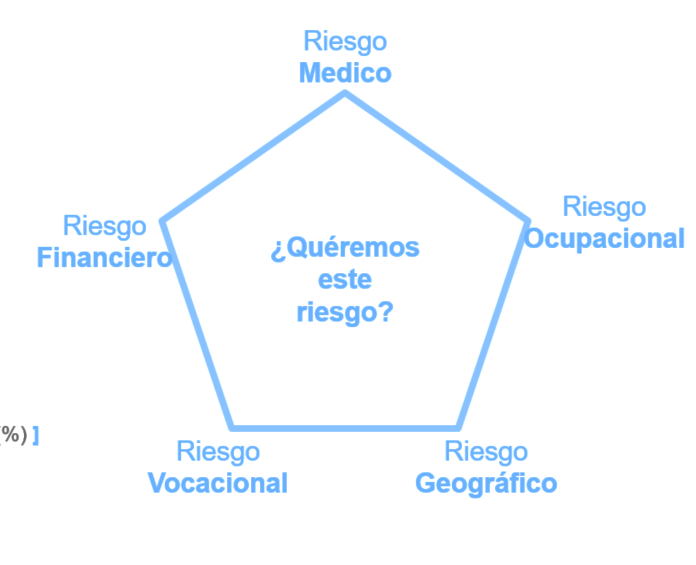 Riesgo
Medico
Riesgo
Financiero
¿Quéremos
este
riesgo?
Riesgo
Ocupacional
%) ]
Riesgo
Vocacional
Riesgo
Geográfico